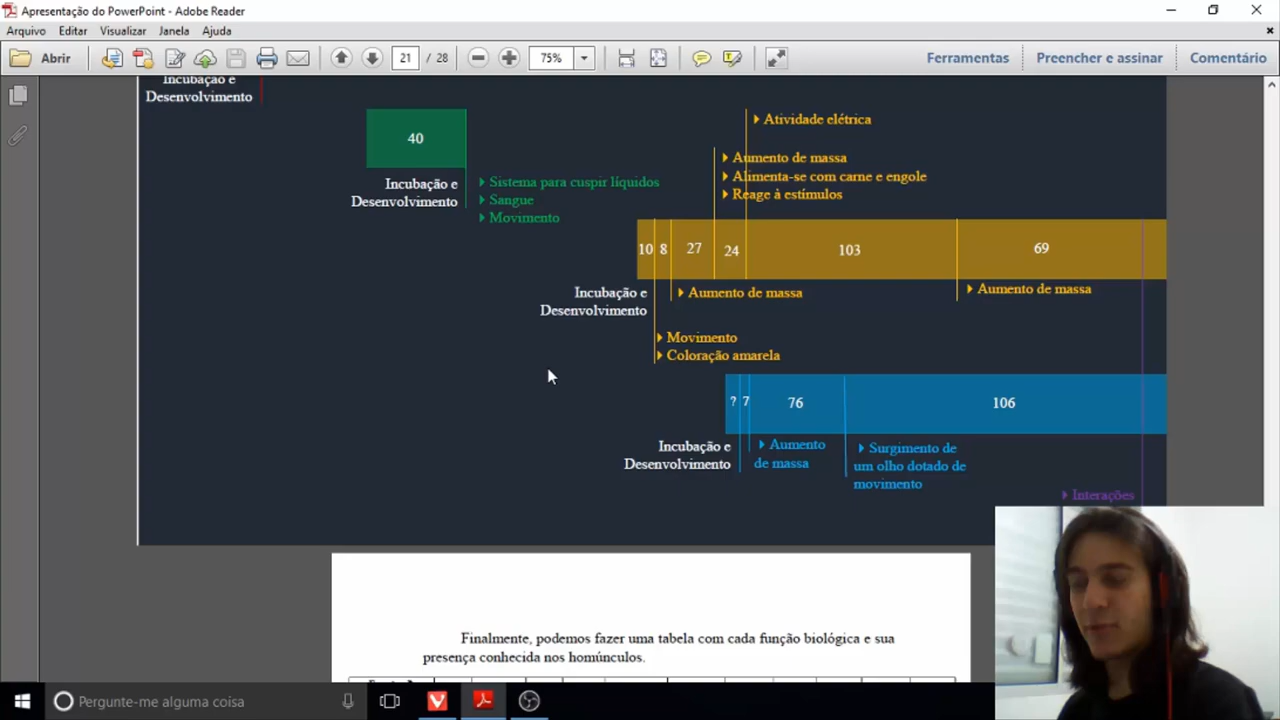 Apresentação do PowerPoint - Adobe Reader
Arquivo Editar Visualizar Janela Ajuda
Abrir 21 / 28 75% Ferramentas Preencher e assinar Comentário
Incubação e
Desenvolvimento
40
Incubação e
Desenvolvimento
Sistema para cuspir líquidos
Sangue
Movimento
Atividade elétrica
Aumento de massa
Alimenta-se com carne e engole
Reage à estímulos
10 8 27 24 103 69
Incubação e
Desenvolvimento
Aumento de massa
Aumento de massa
Movimento
Coloração amarela
? 7 76 106
Incubação e
Desenvolvimento
Aumento
de massa
Surgimento de
um olho dotado de
movimento
Interações
Finalmente, podemos fazer uma tabela com cada função biológica e sua
presença conhecida nos homúnculos.
Pergunte-me alguma coisa